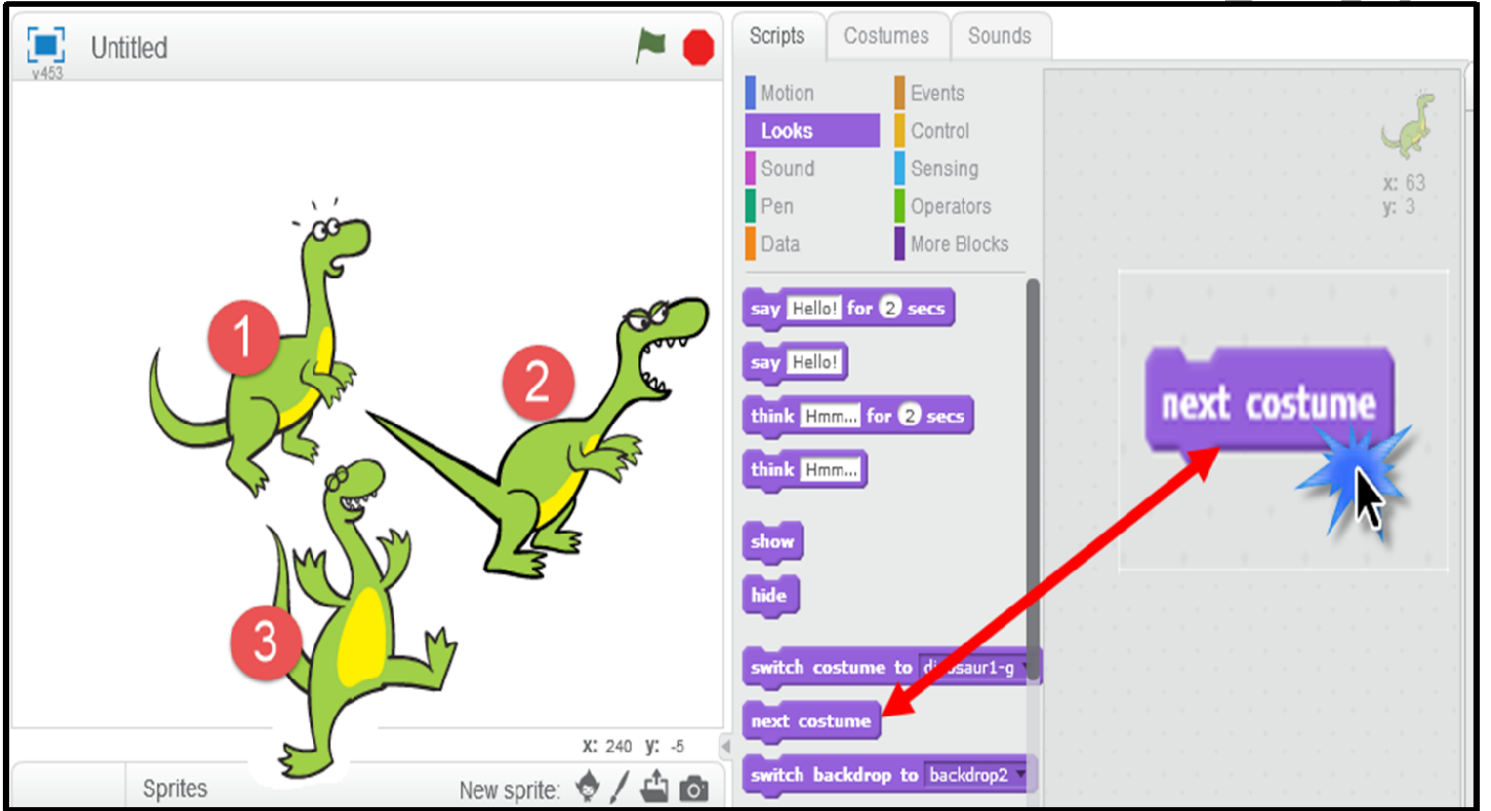 Untitled
v453
Scripts
Costumes
Sounds
Motion
Events
Looks
Control
Sound
Sensing
Pen
Operators
Data
More Blocks
x: 63
y: 3
say Hello! for 2 secs
say Hello!
think Hmm... for 2 secs
think Hmm...
show
hide
switch costume to
next costume
switch backdrop to backdrop2
next costume
1
2
3
x: 240 y: -5
Sprites
New sprite: